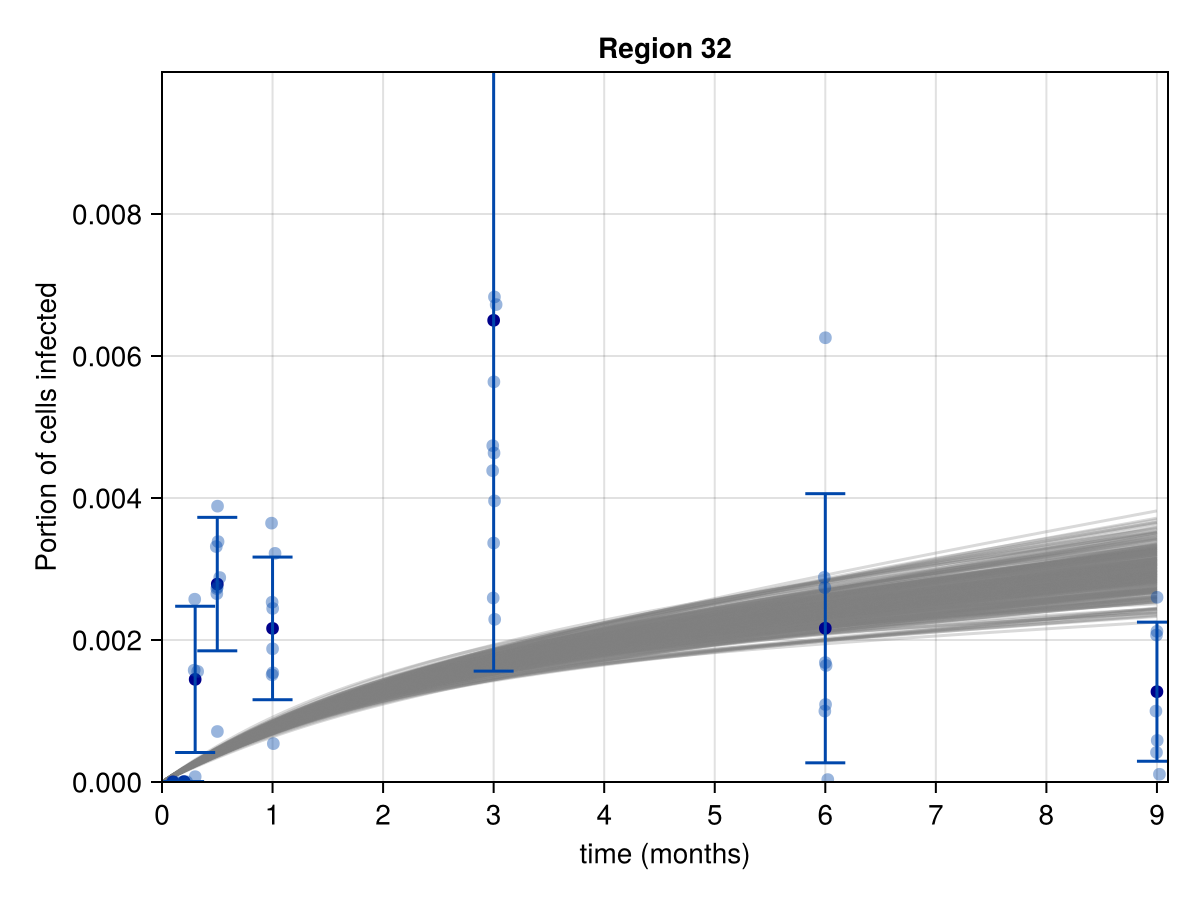 Region 32
Portion of cells infected
0.008
0.006
0.004
0.002
0.000
0 1 2 3 4 5 6 7 8 9
time (months)